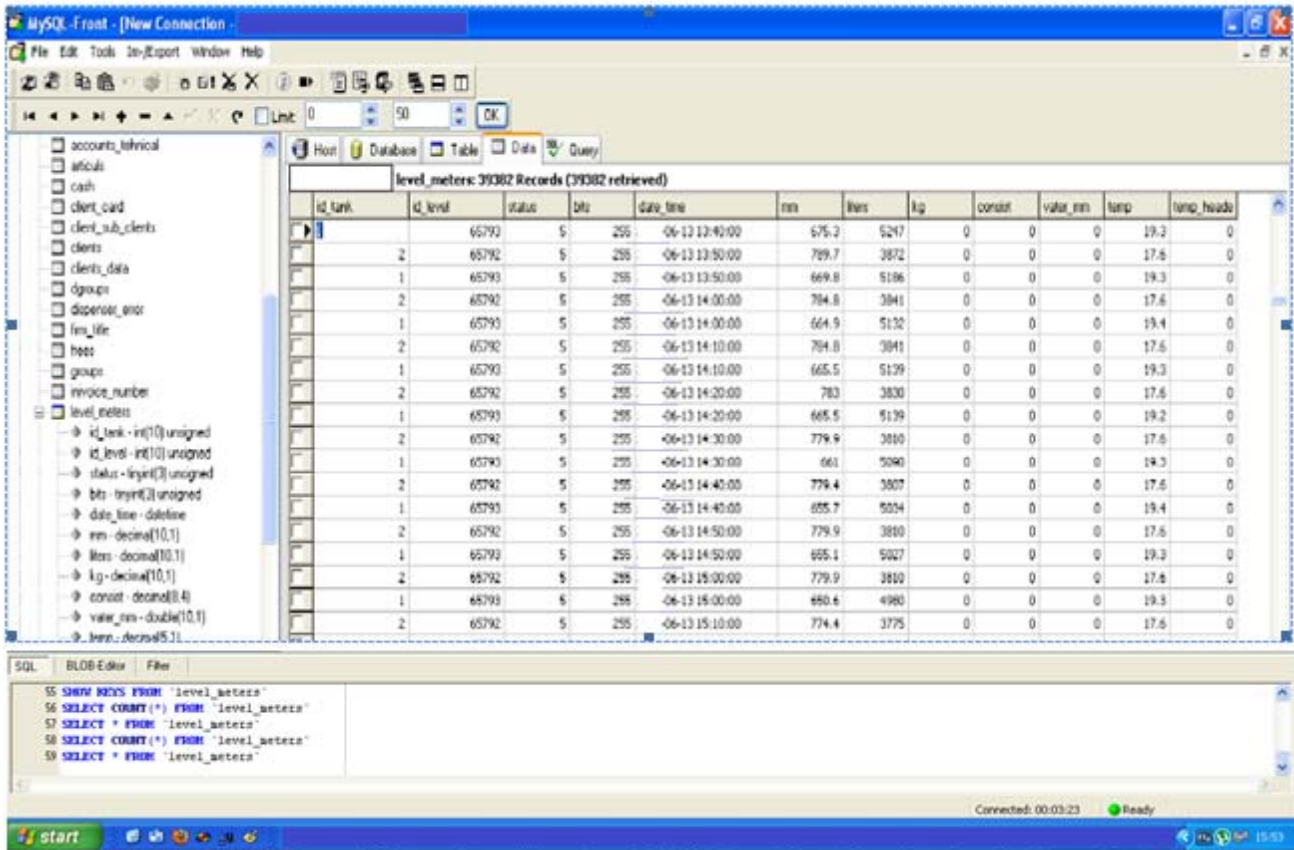 MySQL-Front - [New Connection -
File Edit Tools Im-/Export Window Help
Limit: 0 50 OK
accounts_tehnical
articuls
cash
client_card
client_sub_clients
clients
clients_data
dgroups
dispenser_error
firm_title
groups
invoice_number
level_meters
id_tank - int(10) unsigned
id_level - int(10) unsigned
status - tinyint(3) unsigned
bits - tinyint(3) unsigned
date_time - datetime
mm - decimal(10,1)
liters - decimal(10,1)
kg - decimal(10,1)
consist - decimal(8,4)
vater_mm - double(10,1)
temp - decimal(5,1)
Host Database Table Data Query
level_meters: 39382 Records (39382 retrieved)
id_tank id_level status bits date_time mm liters kg consist vater_mm temp temp_heade
1 65793 5 255 -06-13 13:40:00 675.3 5247 0 0 0 19.3 0
2 65792 5 255 -06-13 13:50:00 789.7 3872 0 0 0 17.6 0
1 65793 5 255 -06-13 13:50:00 669.8 5186 0 0 0 19.3 0
2 65792 5 255 -06-13 14:00:00 784.8 3841 0 0 0 17.6 0
1 65793 5 255 -06-13 14:00:00 664.9 5132 0 0 0 19.4 0
2 65792 5 255 -06-13 14:10:00 784.8 3841 0 0 0 17.6 0
1 65793 5 255 -06-13 14:10:00 665.5 5139 0 0 0 19.3 0
2 65792 5 255 -06-13 14:20:00 783 3830 0 0 0 17.6 0
1 65793 5 255 -06-13 14:20:00 665.5 5139 0 0 0 19.2 0
2 65792 5 255 -06-13 14:30:00 779.9 3810 0 0 0 17.6 0
1 65793 5 255 -06-13 14:30:00 661 5090 0 0 0 19.3 0
2 65792 5 255 -06-13 14:40:00 779.4 3807 0 0 0 17.6 0
1 65793 5 255 -06-13 14:40:00 655.7 5034 0 0 0 19.4 0
2 65792 5 255 -06-13 14:50:00 779.9 3810 0 0 0 17.6 0
1 65793 5 255 -06-13 14:50:00 655.1 5027 0 0 0 19.3 0
2 65792 5 255 -06-13 15:00:00 779.9 3810 0 0 0 17.6 0
1 65793 5 255 -06-13 15:00:00 650.6 4980 0 0 0 19.3 0
2 65792 5 255 -06-13 15:10:00 774.4 3775 0 0 0 17.6 0
SQL BLOB-Editor Filter
55 SHOW KEYS FROM `level_meters`
56 SELECT COUNT(*) FROM `level_meters`
57 SELECT * FROM `level_meters`
58 SELECT COUNT(*) FROM `level_meters`
59 SELECT * FROM `level_meters`
Connected: 00:03:23 Ready
start 15:53